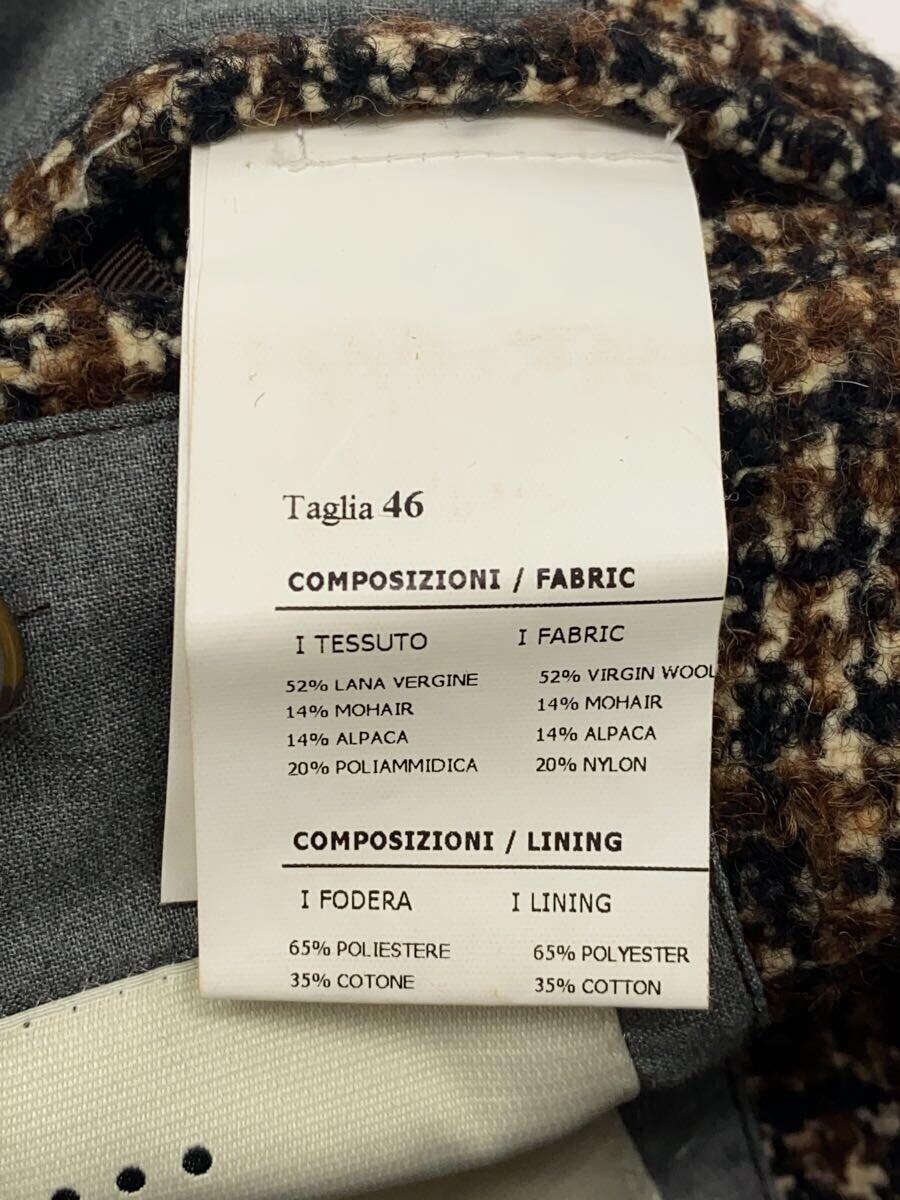 Taglia 46
COMPOSIZIONI / FABRIC
I TESSUTO I FABRIC
52% LANA VERGINE 52% VIRGIN WOOL
14% MOHAIR 14% MOHAIR
14% ALPACA 14% ALPACA
20% POLIAMMIDICA 20% NYLON
COMPOSIZIONI / LINING
I FODERA I LINING
65% POLIESTERE 65% POLYESTER
35% COTONE 35% COTTON